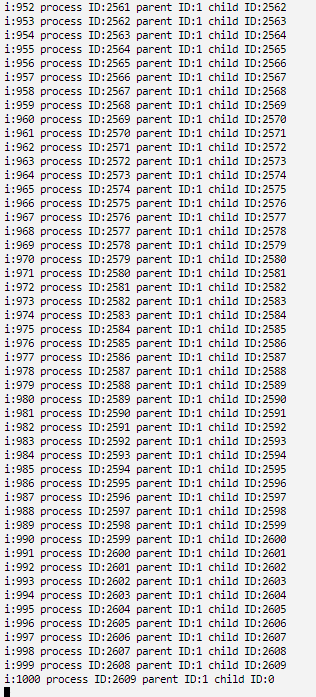 i:952 process ID:2561 parent ID:1 child ID:2562
i:953 process ID:2562 parent ID:1 child ID:2563
i:954 process ID:2563 parent ID:1 child ID:2564
i:955 process ID:2564 parent ID:1 child ID:2565
i:956 process ID:2565 parent ID:1 child ID:2566
i:957 process ID:2566 parent ID:1 child ID:2567
i:958 process ID:2567 parent ID:1 child ID:2568
i:959 process ID:2568 parent ID:1 child ID:2569
i:960 process ID:2569 parent ID:1 child ID:2570
i:961 process ID:2570 parent ID:1 child ID:2571
i:962 process ID:2571 parent ID:1 child ID:2572
i:963 process ID:2572 parent ID:1 child ID:2573
i:964 process ID:2573 parent ID:1 child ID:2574
i:965 process ID:2574 parent ID:1 child ID:2575
i:966 process ID:2575 parent ID:1 child ID:2576
i:967 process ID:2576 parent ID:1 child ID:2577
i:968 process ID:2577 parent ID:1 child ID:2578
i:969 process ID:2578 parent ID:1 child ID:2579
i:970 process ID:2579 parent ID:1 child ID:2580
i:971 process ID:2580 parent ID:1 child ID:2581
i:972 process ID:2581 parent ID:1 child ID:2582
i:973 process ID:2582 parent ID:1 child ID:2583
i:974 process ID:2583 parent ID:1 child ID:2584
i:975 process ID:2584 parent ID:1 child ID:2585
i:976 process ID:2585 parent ID:1 child ID:2586
i:977 process ID:2586 parent ID:1 child ID:2587
i:978 process ID:2587 parent ID:1 child ID:2588
i:979 process ID:2588 parent ID:1 child ID:2589
i:980 process ID:2589 parent ID:1 child ID:2590
i:981 process ID:2590 parent ID:1 child ID:2591
i:982 process ID:2591 parent ID:1 child ID:2592
i:983 process ID:2592 parent ID:1 child ID:2593
i:984 process ID:2593 parent ID:1 child ID:2594
i:985 process ID:2594 parent ID:1 child ID:2595
i:986 process ID:2595 parent ID:1 child ID:2596
i:987 process ID:2596 parent ID:1 child ID:2597
i:988 process ID:2597 parent ID:1 child ID:2598
i:989 process ID:2598 parent ID:1 child ID:2599
i:990 process ID:2599 parent ID:1 child ID:2600
i:991 process ID:2600 parent ID:1 child ID:2601
i:992 process ID:2601 parent ID:1 child ID:2602
i:993 process ID:2602 parent ID:1 child ID:2603
i:994 process ID:2603 parent ID:1 child ID:2604
i:995 process ID:2604 parent ID:1 child ID:2605
i:996 process ID:2605 parent ID:1 child ID:2606
i:997 process ID:2606 parent ID:1 child ID:2607
i:998 process ID:2607 parent ID:1 child ID:2608
i:999 process ID:2608 parent ID:1 child ID:2609
i:1000 process ID:2609 parent ID:1 child ID:0